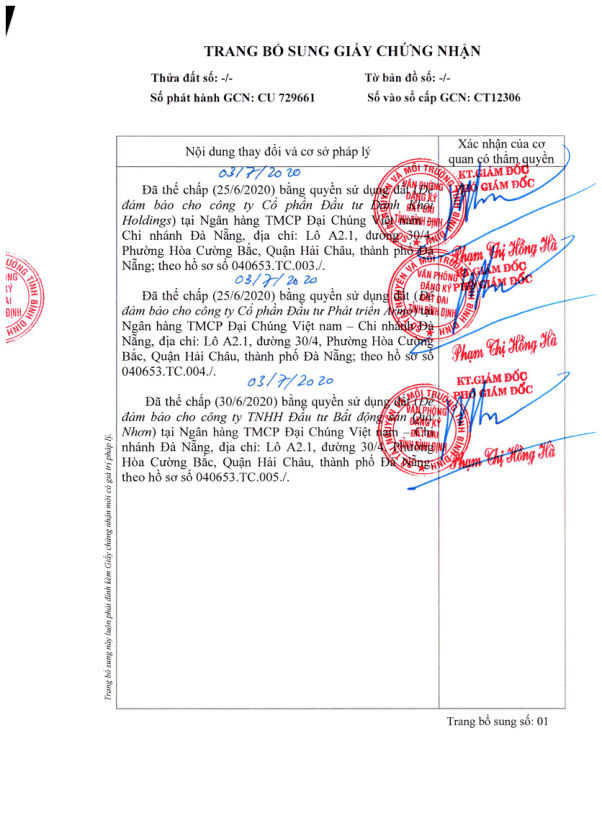 TRANG BỔ SUNG GIẤY CHỨNG NHẬN
Thửa đất số: -/-
Tờ bản đồ số: -/-
Số phát hành GCN: CU 729661
Số vào sổ cấp GCN: CT12306
Nội dung thay đổi và cơ sở pháp lý
Xác nhận của cơ
quan có thẩm quyền
03/7/2020
Đã thế chấp (25/6/2020) bằng quyền sử dụng đất (Để
đảm bảo cho công ty Cổ phần Đầu tư Danh Khôi
Holdings) tại Ngân hàng TMCP Đại Chúng Việt nam –
Chi nhánh Đà Nẵng, địa chỉ: Lô A2.1, đường 30/4,
Phường Hòa Cường Bắc, Quận Hải Châu, thành phố Đà
Nẵng; theo hồ sơ số 040653.TC.003./.
KT.GIÁM ĐỐC
PHÓ GIÁM ĐỐC
Phạm Thị Hồng Hà
03/7/2020
Đã thế chấp (25/6/2020) bằng quyền sử dụng đất (Để
đảm bảo cho công ty Cổ phần Đầu tư Phát triển) tại
Ngân hàng TMCP Đại Chúng Việt nam – Chi nhánh Đà
Nẵng, địa chỉ: Lô A2.1, đường 30/4, Phường Hòa Cường
Bắc, Quận Hải Châu, thành phố Đà Nẵng; theo hồ sơ số
040653.TC.004./.
KT.GIÁM ĐỐC
PHÓ GIÁM ĐỐC
Phạm Thị Hồng Hà
03/7/2020
Đã thế chấp (30/6/2020) bằng quyền sử dụng đất (Để
đảm bảo cho công ty TNHH Đầu tư Bất động sản Quy
Nhơn) tại Ngân hàng TMCP Đại Chúng Việt nam – Chi
nhánh Đà Nẵng, địa chỉ: Lô A2.1, đường 30/4, Phường
Hòa Cường Bắc, Quận Hải Châu, thành phố Đà Nẵng;
theo hồ sơ số 040653.TC.005./.
KT.GIÁM ĐỐC
PHÓ GIÁM ĐỐC
Phạm Thị Hồng Hà
VĂN PHÒNG
ĐĂNG KÝ
ĐẤT ĐAI
TỈNH BÌNH ĐỊNH
Trang bổ sung này luôn phải đính kèm Giấy chứng nhận mới có giá trị pháp lý.
Trang bổ sung số: 01